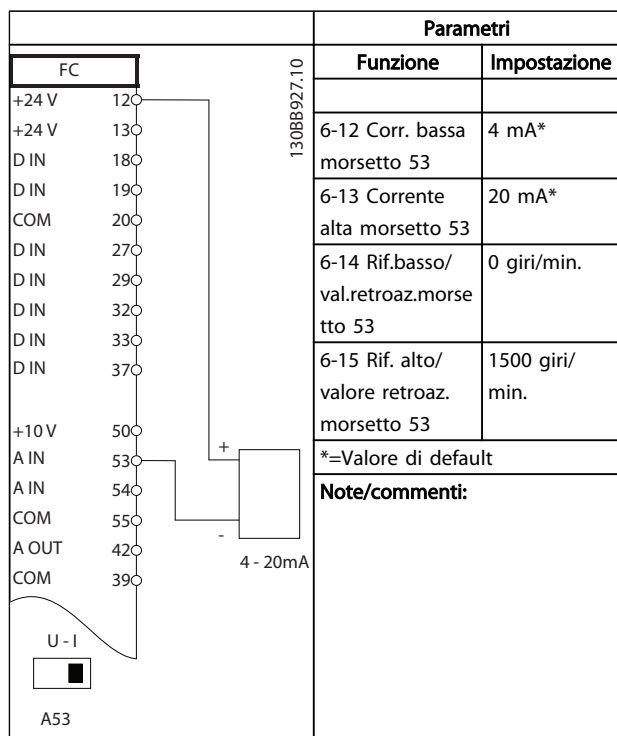 FC
+24 V 12
+24 V 13
D IN 18
D IN 19
COM 20
D IN 27
D IN 29
D IN 32
D IN 33
D IN 37
+10 V 50
A IN 53
A IN 54
COM 55
A OUT 42
COM 39
+
-
4 - 20mA
U - I
A53
130BB927.10
Parametri
Funzione Impostazione
6-12 Corr. bassa 4 mA*
morsetto 53
6-13 Corrente 20 mA*
alta morsetto 53
6-14 Rif.basso/ 0 giri/min.
val.retroaz.morse
tto 53
6-15 Rif. alto/ 1500 giri/
valore retroaz. min.
morsetto 53
*=Valore di default
Note/commenti: